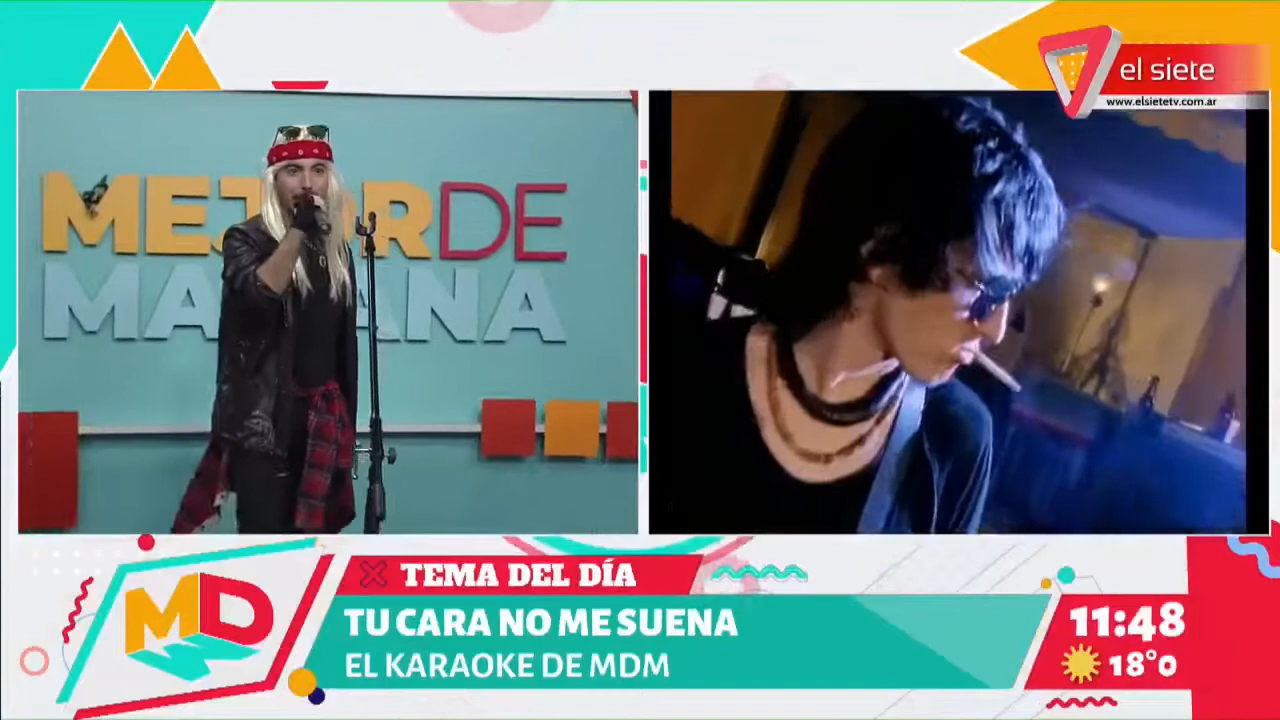 el siete
www.elsietetv.com.ar
MEJOR DE
MAÑANA
MD
TEMA DEL DÍA
TU CARA NO ME SUENA
EL KARAOKE DE MDM
11:48
18°